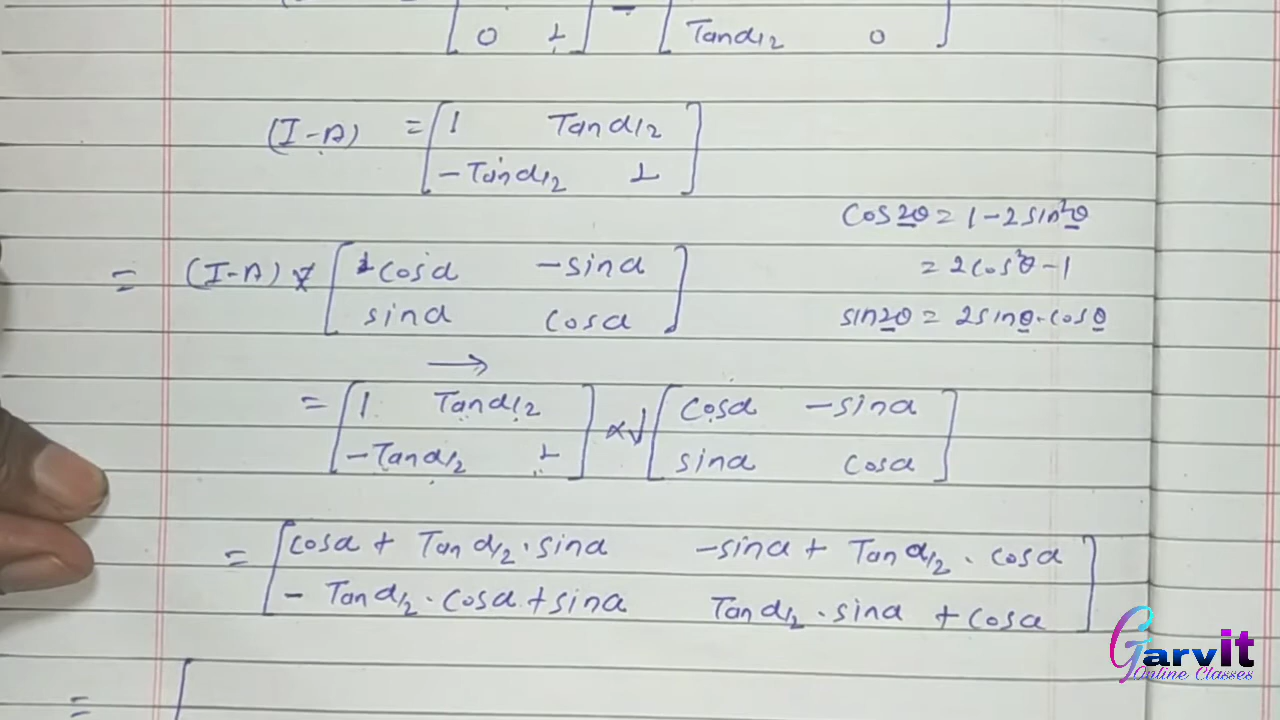 [ 0 1 ] - [ Tanα/2 0 ]
(I-A) = [ 1 Tanα/2
-Tanα/2 1 ]
cos2θ = 1-2sin²θ
= 2cos²θ-1
sin2θ = 2sinθ.cosθ
= (I-A) × [ cosα -sinα
sinα cosα ]
→
= [ 1 Tanα/2 ] × [ cosα -sinα
-Tanα/2 1 ] [ sinα cosα ]
= [ cosα + Tanα/2.sinα -sinα + Tanα/2.cosα
- Tanα/2.cosα+sinα Tanα/2.sinα + cosα ]
= [
Garvit
Online Classes